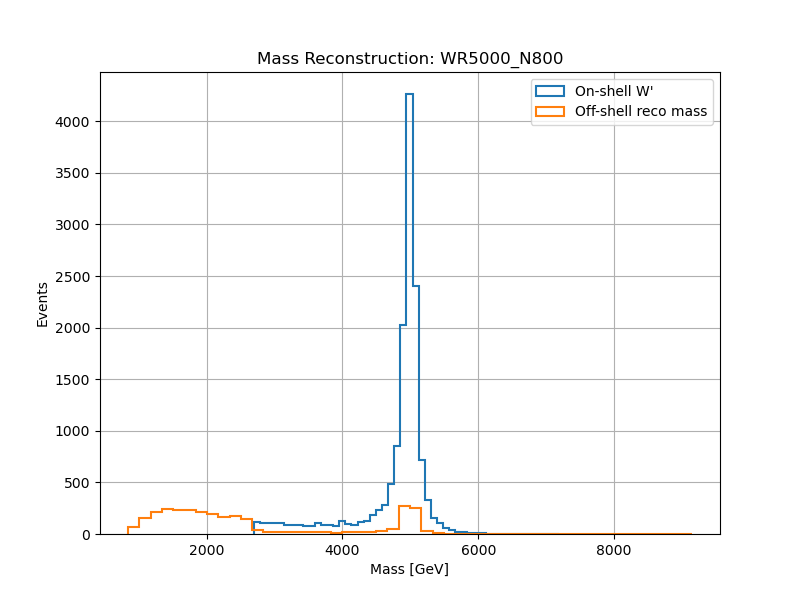 Mass Reconstruction: WR5000_N800
On-shell W'
Off-shell reco mass
4000
3500
3000
2500
2000
1500
1000
500
0
Events
2000
4000
6000
8000
Mass [GeV]